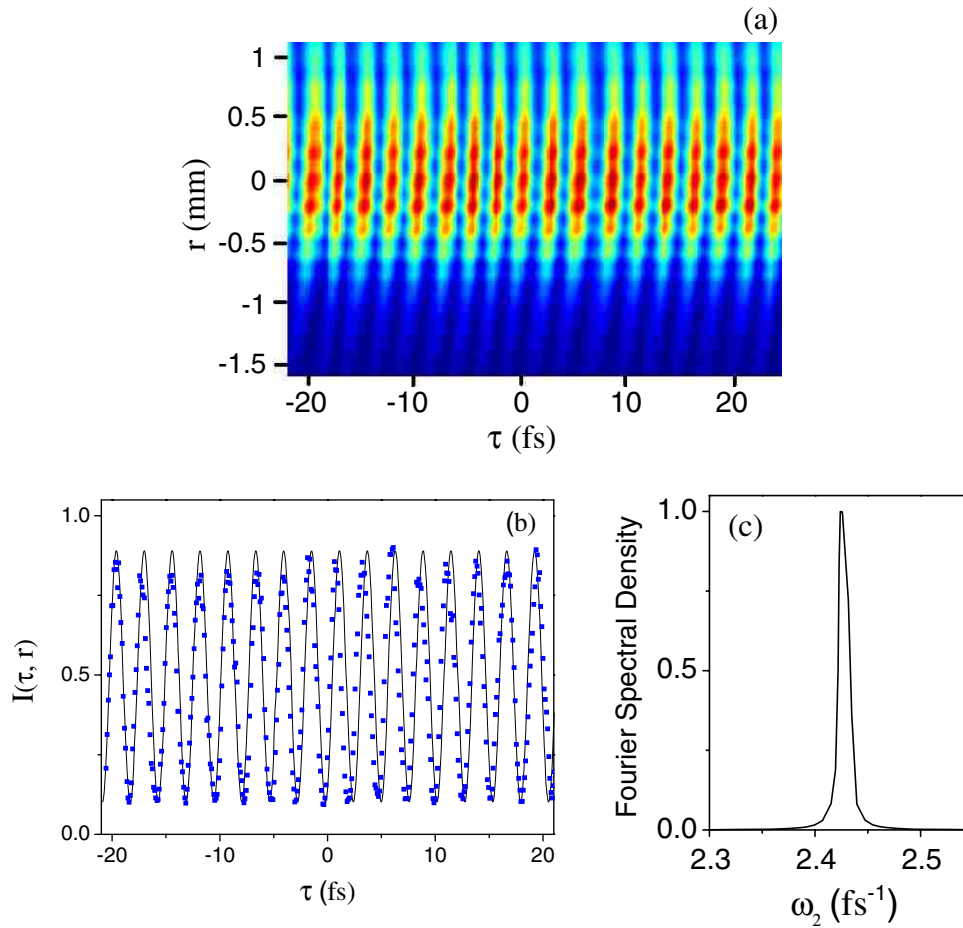 (a)
1
0.5
0
-0.5
-1
-1.5
r (mm)
-20 -10 0 10 20
τ (fs)
(b)
1.0
0.5
0.0
I(τ, r)
-20 -10 0 10 20
τ (fs)
(c)
1.0
0.5
0.0
Fourier Spectral Density
2.3 2.4 2.5
ω₂ (fs⁻¹)